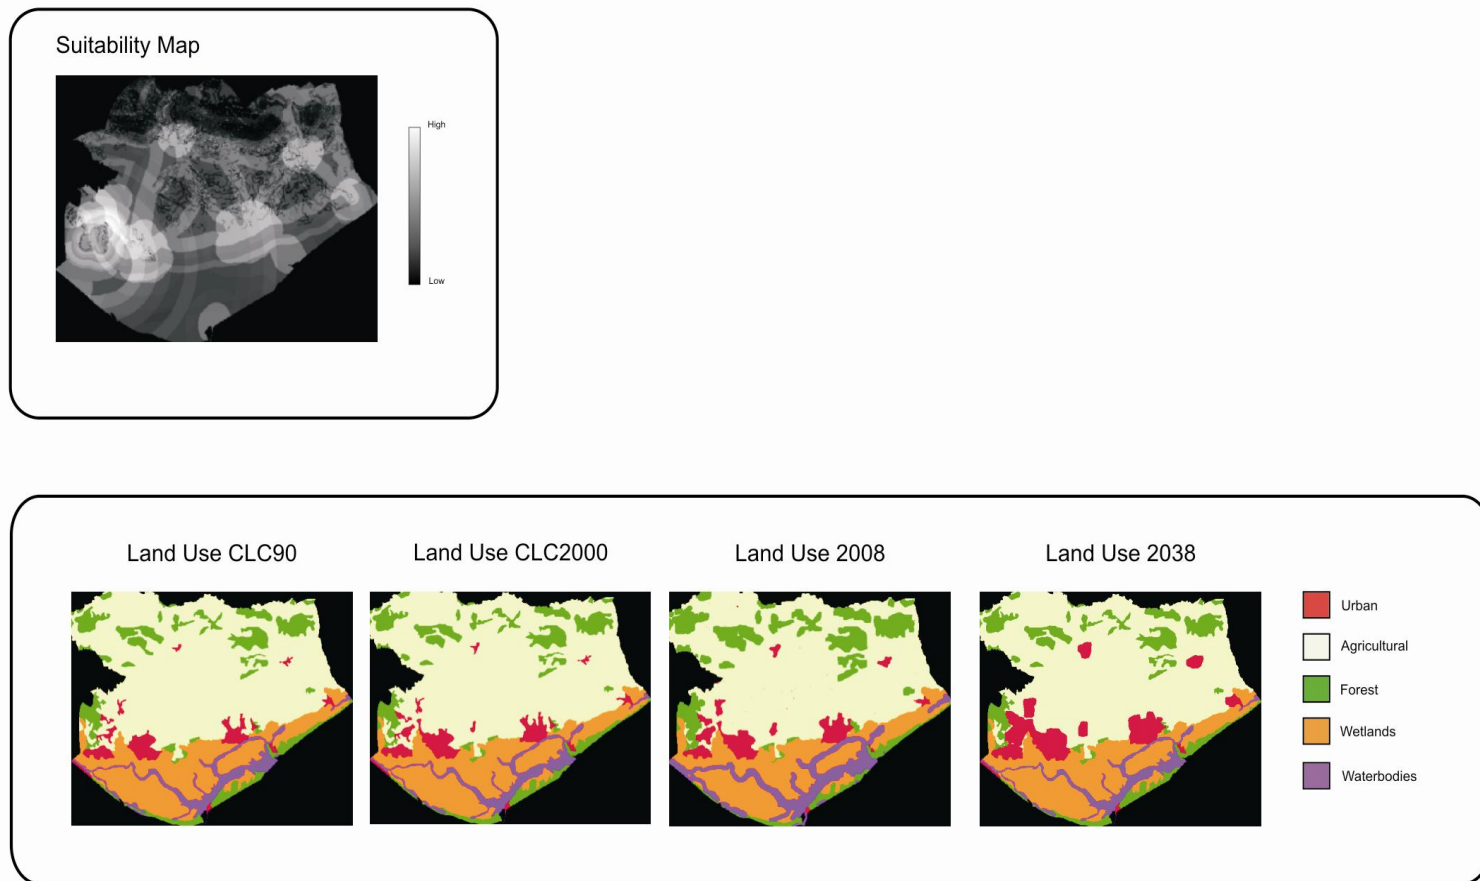 Suitability Map
High
Low
Land Use CLC90
Land Use CLC2000
Land Use 2008
Land Use 2038
Urban
Agricultural
Forest
Wetlands
Waterbodies